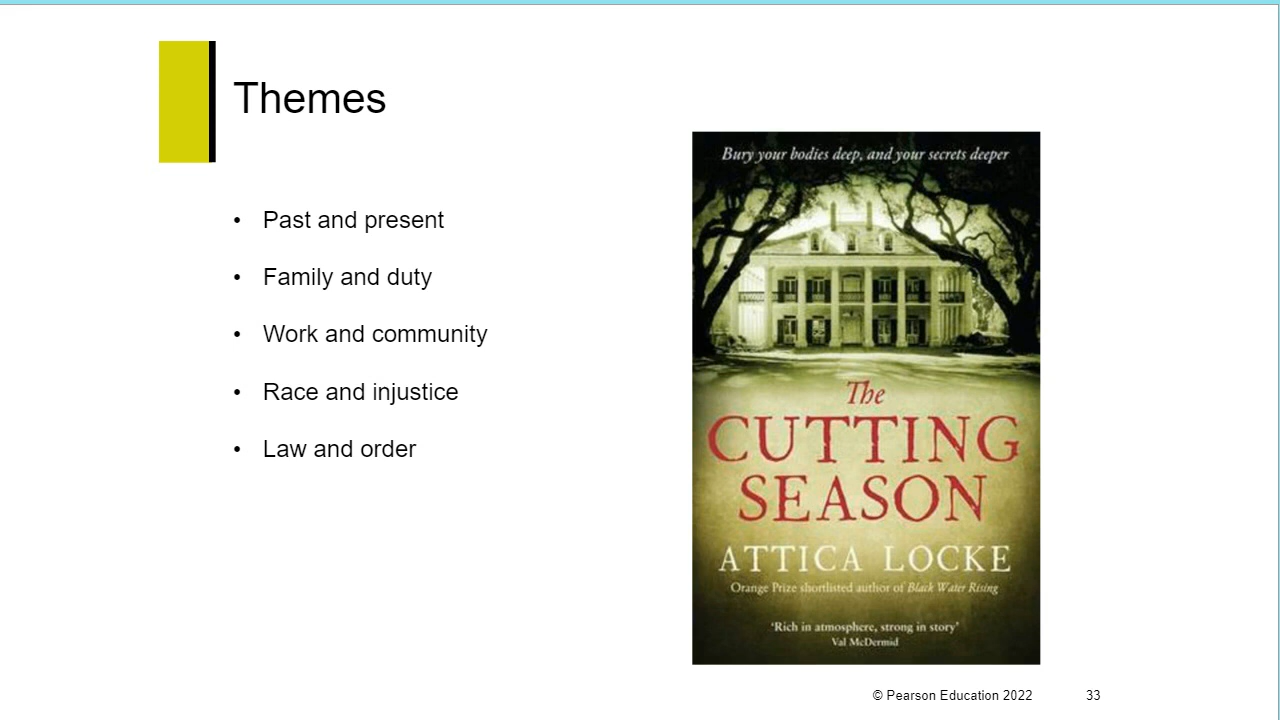 Themes
• Past and present
• Family and duty
• Work and community
• Race and injustice
• Law and order
Bury your bodies deep, and your secrets deeper
The
CUTTING
SEASON
ATTICA LOCKE
Orange Prize shortlisted author of Black Water Rising
'Rich in atmosphere, strong in story'
Val McDermid
© Pearson Education 2022
33